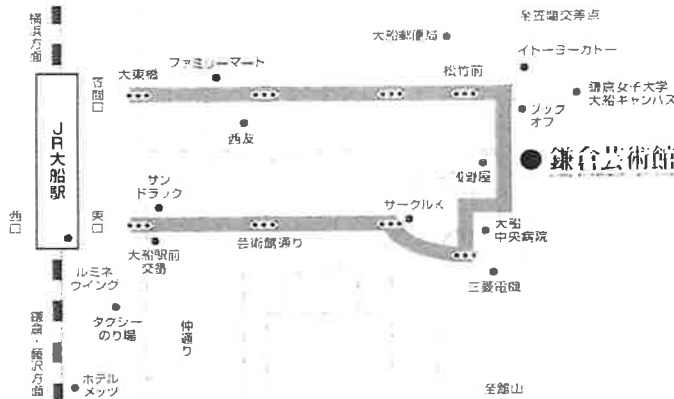 至笠間交差点
横浜方面
大船郵便局
イトーヨーカドー
ファミリーマート
大東橋
松竹前
鎌倉女子大学
大船キャンパス
笠間口
ブック
オフ
西友
JR大船駅
鎌倉芸術館
サン
ドラック
サークルK
西口
東口
大船
中央病院
芸術館通り
大船駅前
交番
三菱電機
ルミネ
ウイング
タクシー
のり場
仲通り
鎌倉・藤沢方面
ホテル
メッツ
至舘山